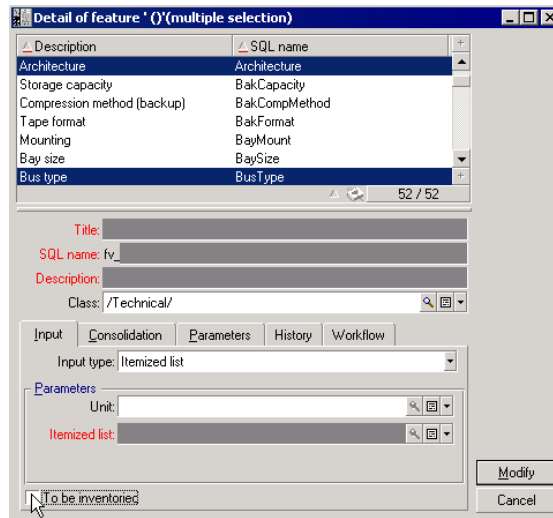 Detail of feature ' ()'(multiple selection)
Description SQL name
Architecture Architecture
Storage capacity BakCapacity
Compression method (backup) BakCompMethod
Tape format BakFormat
Mounting BayMount
Bay size BaySize
Bus type BusType
52 / 52
Title:
SQL name: fv_
Description:
Class: /Technical/
Input Consolidation Parameters History Workflow
Input type: Itemized list
Parameters
Unit:
Itemized list:
Modify
To be inventoried
Cancel